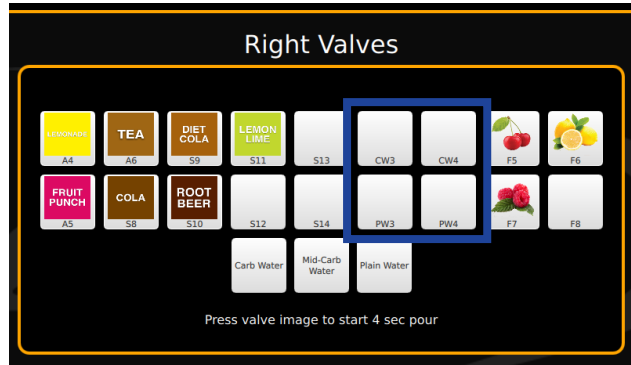 Right Valves
LEMONADE
TEA
DIET
COLA
LEMON
LIME
A4 A6 S9 S11 S13 CW3 CW4 F5 F6
FRUIT
PUNCH
COLA
ROOT
BEER
A5 S8 S10 S12 S14 PW3 PW4 F7 F8
Carb Water
Mid-Carb
Water
Plain Water
Press valve image to start 4 sec pour